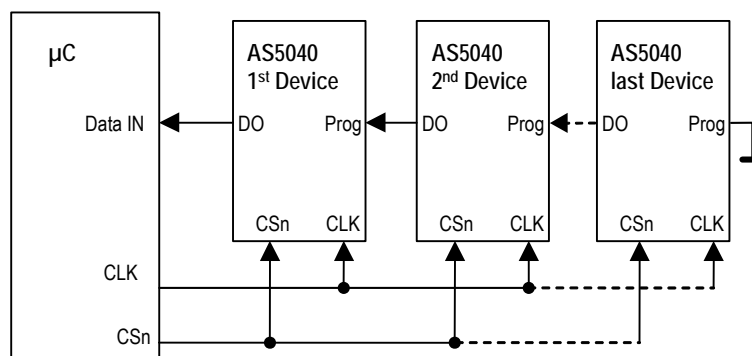 µC
AS5040
1st Device
AS5040
2nd Device
AS5040
last Device
Data IN
DO
Prog
DO
Prog
DO
Prog
CSn
CLK
CSn
CLK
CSn
CLK
CLK
CSn